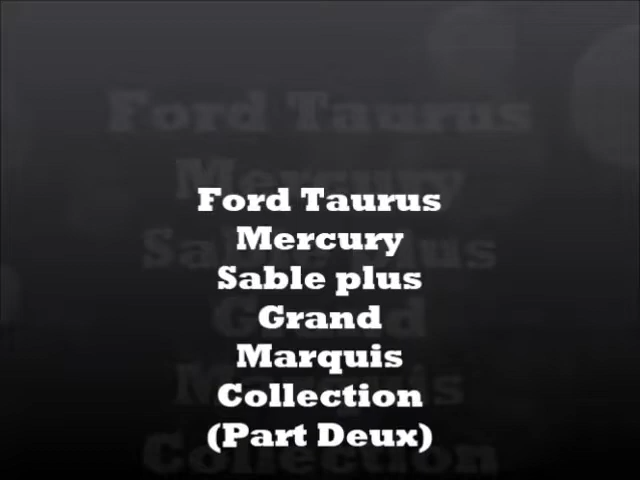 Ford Taurus
Mercury
Sable plus
Grand
Marquis
Collection
(Part Deux)